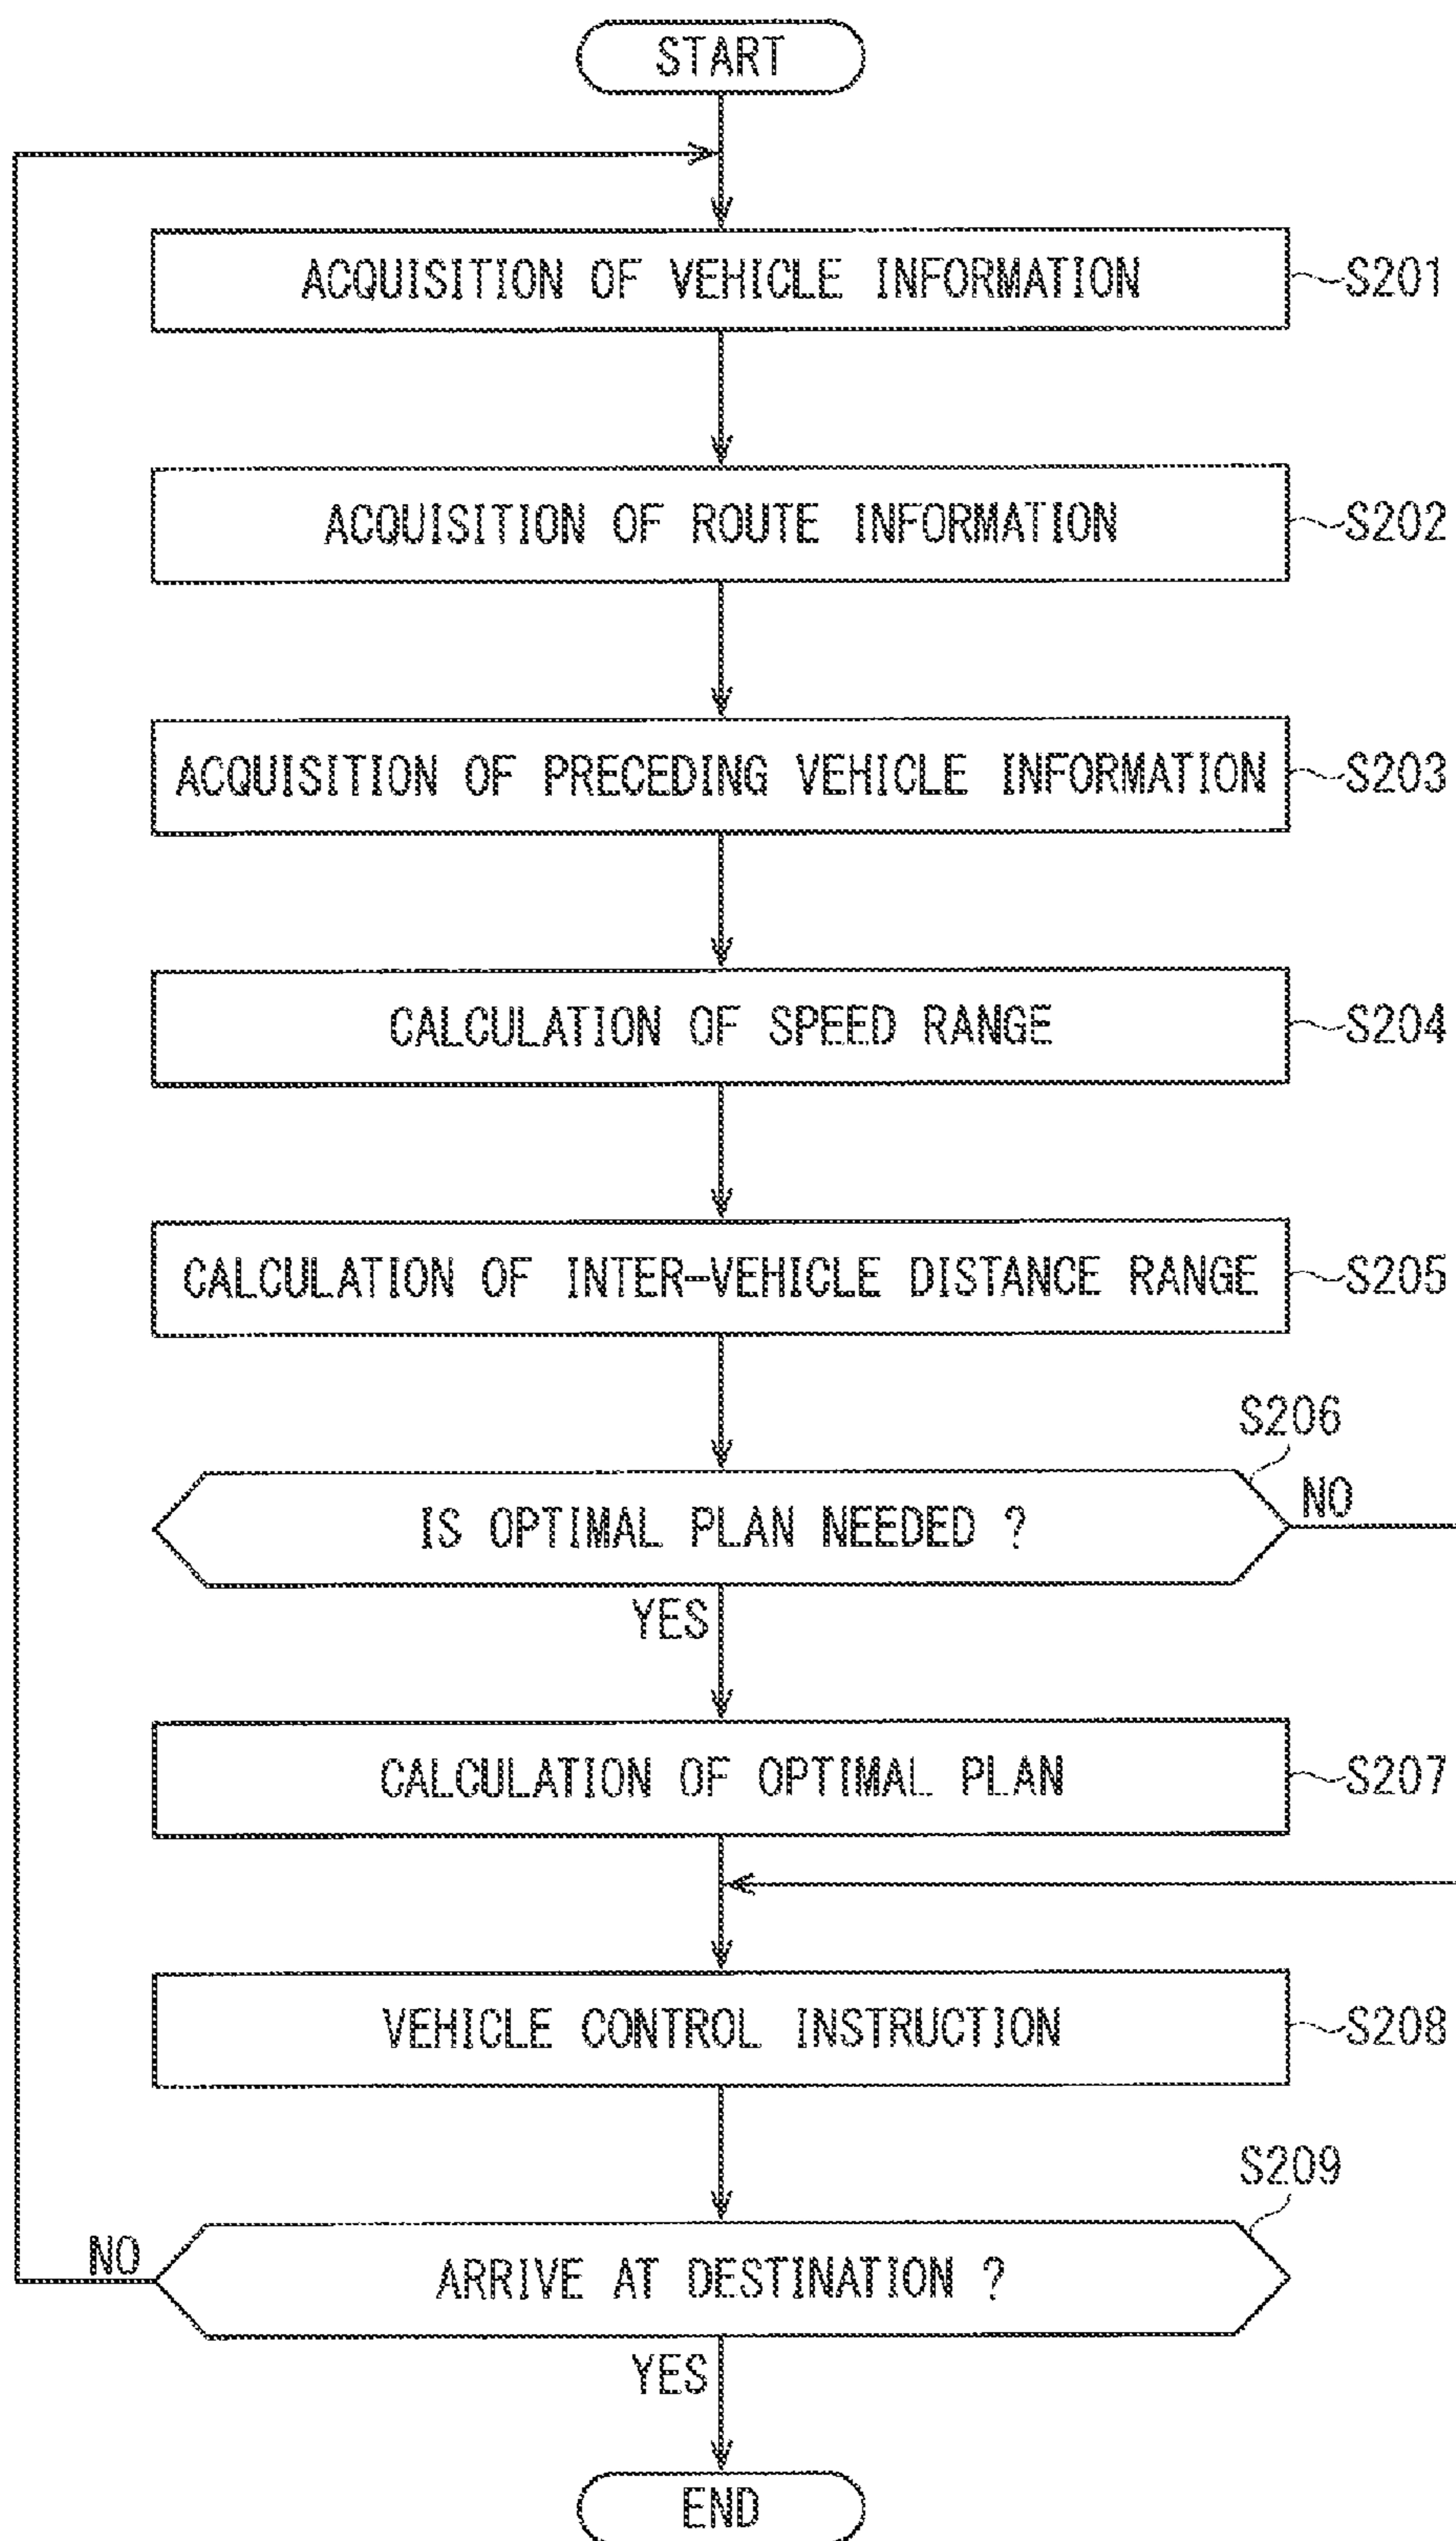 START
ACQUISITION OF VEHICLE INFORMATION
S201
ACQUISITION OF ROUTE INFORMATION
S202
ACQUISITION OF PRECEDING VEHICLE INFORMATION
S203
CALCULATION OF SPEED RANGE
S204
CALCULATION OF INTER-VEHICLE DISTANCE RANGE
S205
S206
IS OPTIMAL PLAN NEEDED ?
NO
YES
CALCULATION OF OPTIMAL PLAN
S207
VEHICLE CONTROL INSTRUCTION
S208
S209
NO
ARRIVE AT DESTINATION ?
YES
END